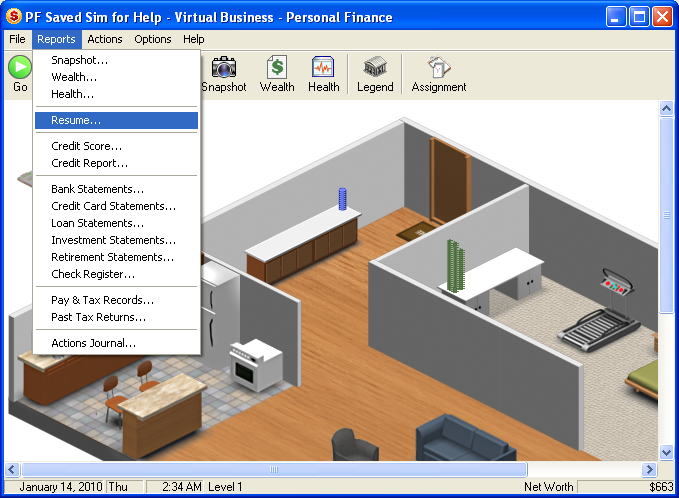 PF Saved Sim for Help - Virtual Business - Personal Finance
File Reports Actions Options Help
Go Snapshot Wealth Health Legend Assignment
Snapshot...
Wealth...
Health...
Resume...
Credit Score...
Credit Report...
Bank Statements...
Credit Card Statements...
Loan Statements...
Investment Statements...
Retirement Statements...
Check Register...
Pay & Tax Records...
Past Tax Returns...
Actions Journal...
January 14, 2010 Thu 2:34 AM Level 1 Net Worth $663